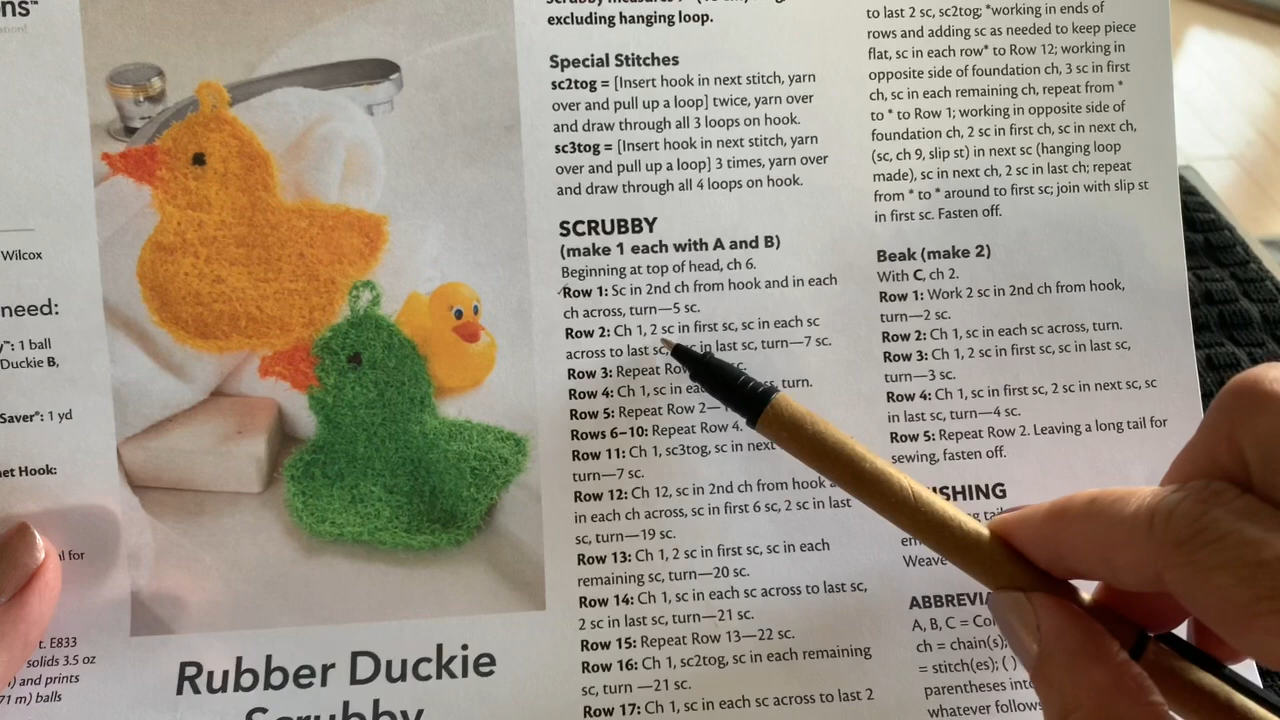 ns™
Wilcox
need:
™: 1 ball
Duckie B,
Saver®: 1 yd
et Hook:
l for
t. E833
solids 3.5 oz
) and prints
71 m) balls
Rubber Duckie
Scrubby
excluding hanging loop.
Special Stitches
sc2tog = [Insert hook in next stitch, yarn
over and pull up a loop] twice, yarn over
and draw through all 3 loops on hook.
sc3tog = [Insert hook in next stitch, yarn
over and pull up a loop] 3 times, yarn over
and draw through all 4 loops on hook.
SCRUBBY
(make 1 each with A and B)
Beginning at top of head, ch 6.
Row 1: Sc in 2nd ch from hook and in each
ch across, turn—5 sc.
Row 2: Ch 1, 2 sc in first sc, sc in each sc
across to last sc, sc in last sc, turn—7 sc.
Row 3: Repeat Row sc.
Row 4: Ch 1, sc in ea ss, turn.
Row 5: Repeat Row 2—
Rows 6–10: Repeat Row 4.
Row 11: Ch 1, sc3tog, sc in next
turn—7 sc.
Row 12: Ch 12, sc in 2nd ch from hook
in each ch across, sc in first 6 sc, 2 sc in last
sc, turn—19 sc.
Row 13: Ch 1, 2 sc in first sc, sc in each
remaining sc, turn—20 sc.
Row 14: Ch 1, sc in each sc across to last sc,
2 sc in last sc, turn—21 sc.
Row 15: Repeat Row 13—22 sc.
Row 16: Ch 1, sc2tog, sc in each remaining
sc, turn —21 sc.
Row 17: Ch 1, sc in each sc across to last 2
to last 2 sc, sc2tog; *working in ends of
rows and adding sc as needed to keep piece
flat, sc in each row* to Row 12; working in
opposite side of foundation ch, 3 sc in first
ch, sc in each remaining ch, repeat from *
to * to Row 1; working in opposite side of
foundation ch, 2 sc in first ch, sc in next ch,
(sc, ch 9, slip st) in next sc (hanging loop
made), sc in next ch, 2 sc in last ch; repeat
from * to * around to first sc; join with slip st
in first sc. Fasten off.
Beak (make 2)
With C, ch 2.
Row 1: Work 2 sc in 2nd ch from hook,
turn—2 sc.
Row 2: Ch 1, sc in each sc across, turn.
Row 3: Ch 1, 2 sc in first sc, sc in last sc,
turn—3 sc.
Row 4: Ch 1, sc in first sc, 2 sc in next sc, sc
in last sc, turn—4 sc.
Row 5: Repeat Row 2. Leaving a long tail for
sewing, fasten off.
ISHING
g tail
em
Weave
ABBREVIA
A, B, C = Col
ch = chain(s);
= stitch(es); ( )
parentheses
whatever follows